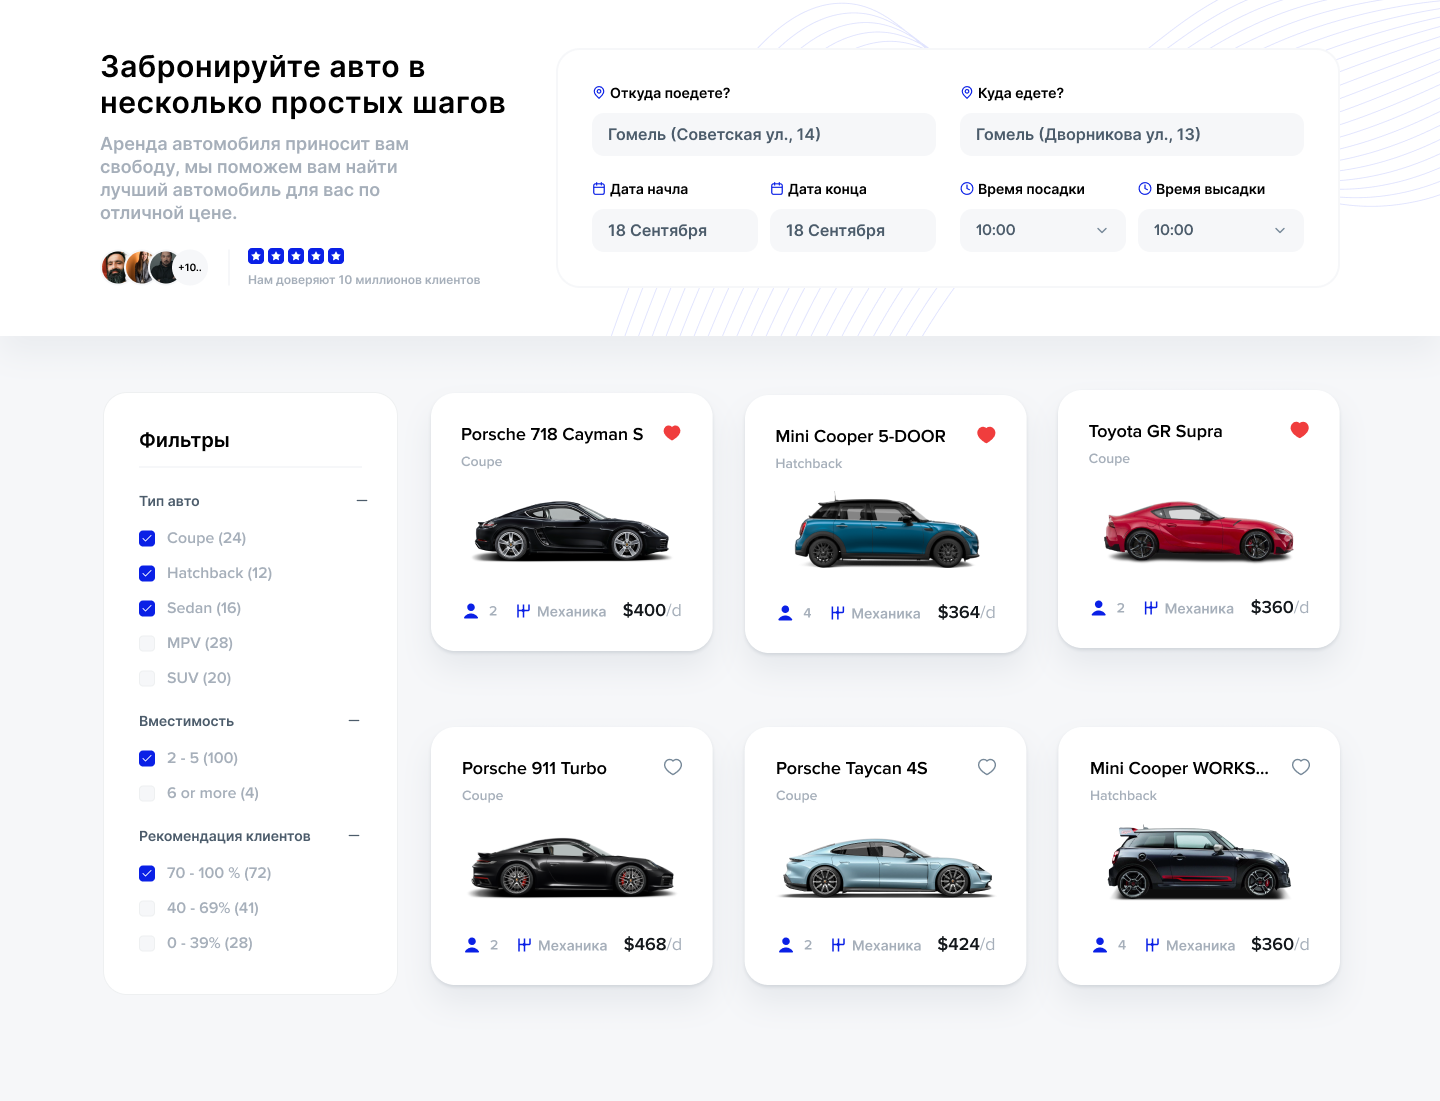 Забронируйте авто в
несколько простых шагов
Аренда автомобиля приносит вам
свободу, мы поможем вам найти
лучший автомобиль для вас по
отличной цене.
+10..
Нам доверяют 10 миллионов клиентов
Откуда поедете?
Гомель (Советская ул., 14)
Куда едете?
Гомель (Дворникова ул., 13)
Дата начла
18 Сентября
Дата конца
18 Сентября
Время посадки
10:00
Время высадки
10:00
Фильтры
Тип авто
Coupe (24)
Hatchback (12)
Sedan (16)
MPV (28)
SUV (20)
Вместимость
2 - 5 (100)
6 or more (4)
Рекомендация клиентов
70 - 100 % (72)
40 - 69% (41)
0 - 39% (28)
Porsche 718 Cayman S
Coupe
2 Механика $400/d
Mini Cooper 5-DOOR
Hatchback
4 Механика $364/d
Toyota GR Supra
Coupe
2 Механика $360/d
Porsche 911 Turbo
Coupe
2 Механика $468/d
Porsche Taycan 4S
Coupe
2 Механика $424/d
Mini Cooper WORKS...
Hatchback
4 Механика $360/d